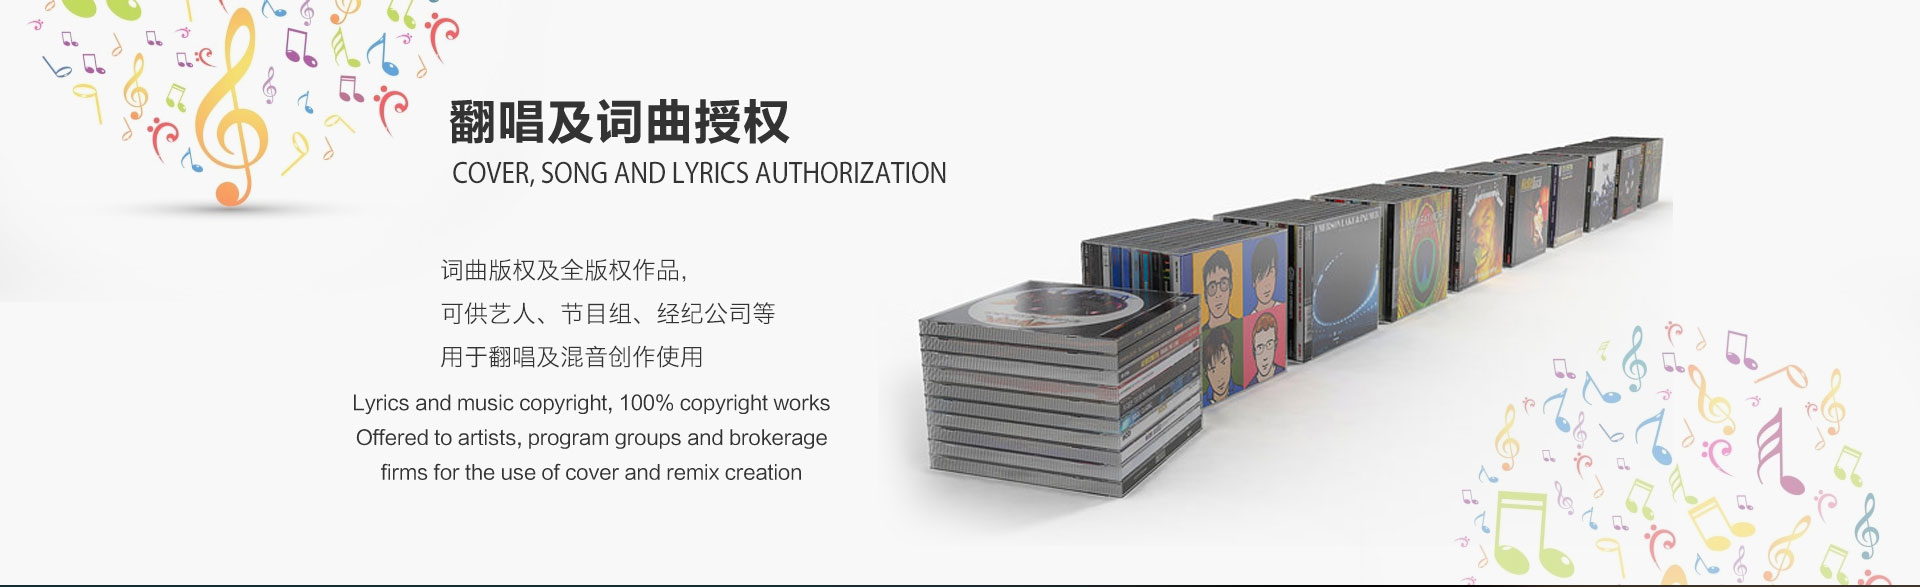 翻唱及词曲授权
COVER, SONG AND LYRICS AUTHORIZATION
词曲版权及全版权作品,
可供艺人、节目组、经纪公司等
用于翻唱及混音创作使用
Lyrics and music copyright, 100% copyright works
Offered to artists, program groups and brokerage
firms for the use of cover and remix creation
EMERSON LAKE & PALMER